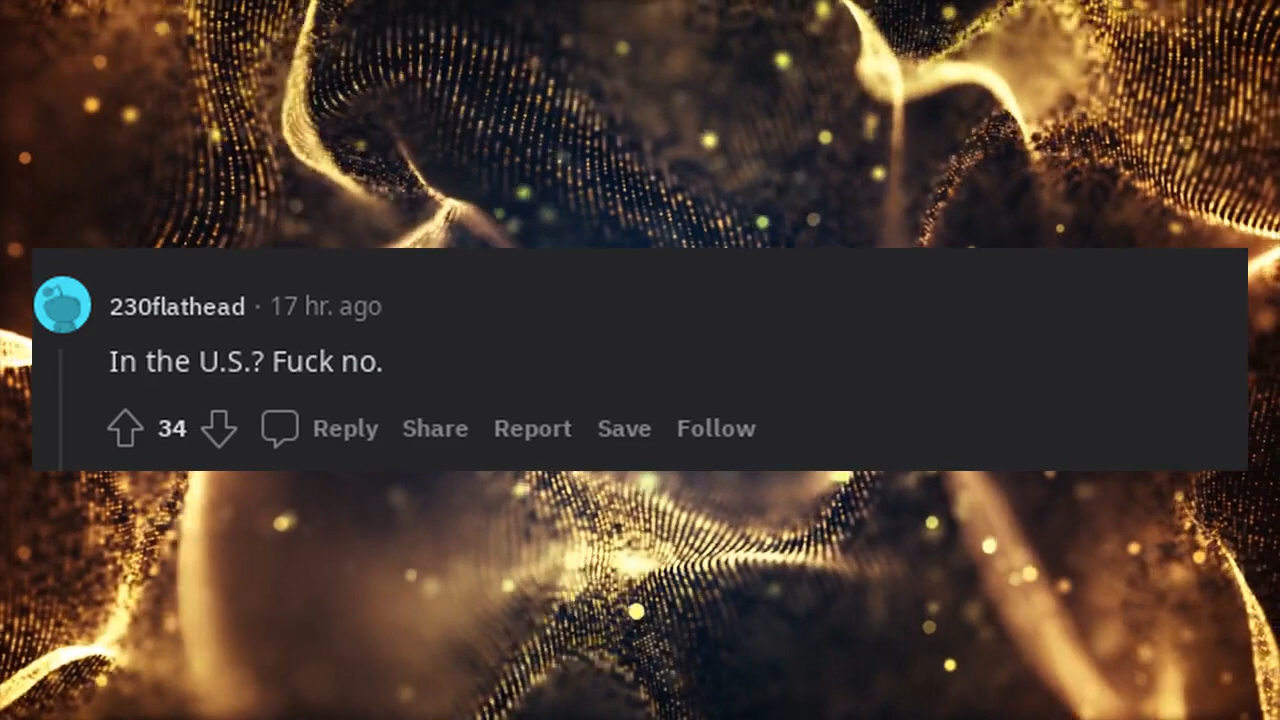 230flathead · 17 hr. ago
In the U.S.? Fuck no.
34 Reply Share Report Save Follow